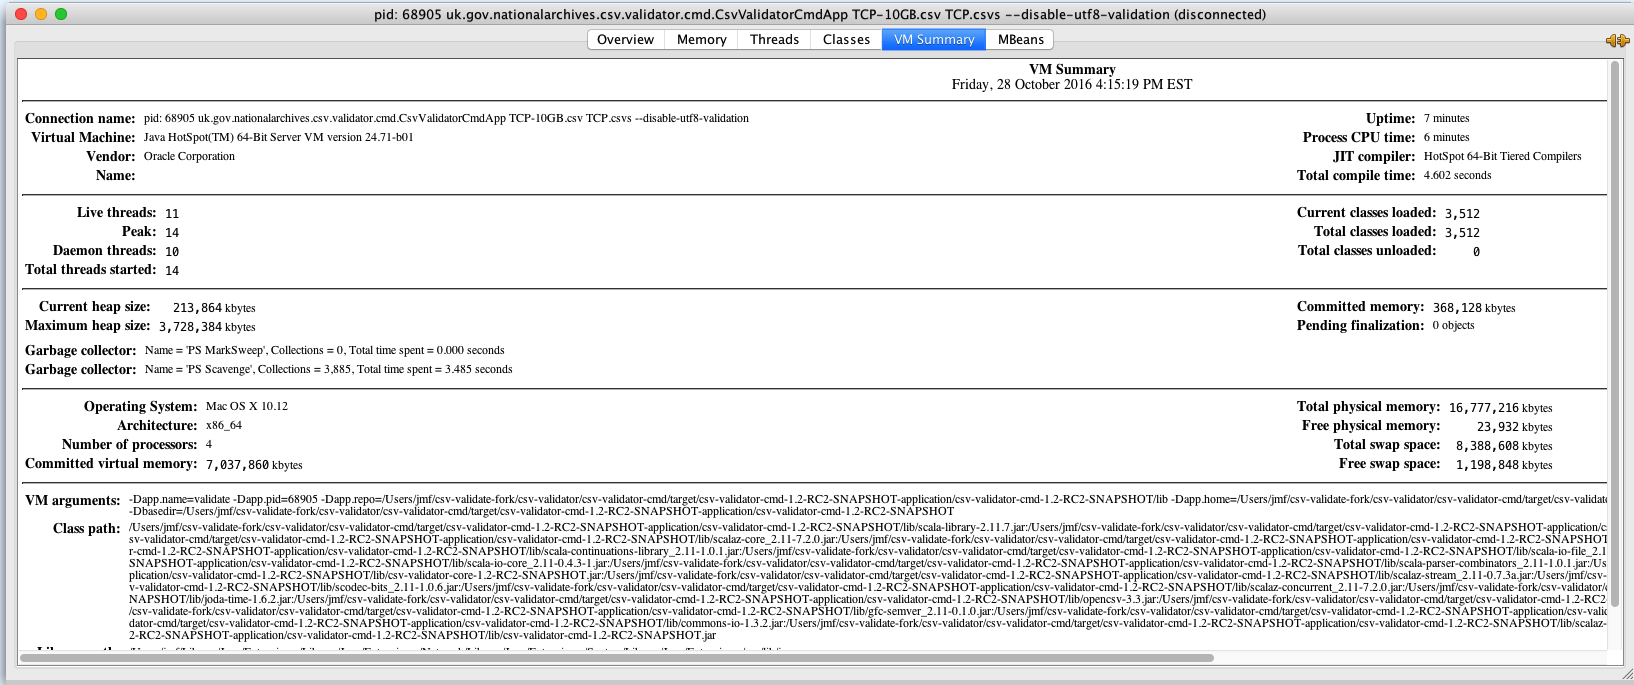 pid: 68905 uk.gov.nationalarchives.csv.validator.cmd.CsvValidatorCmdApp TCP-10GB.csv TCP.csvs --disable-utf8-validation (disconnected)
Overview Memory Threads Classes VM Summary MBeans
VM Summary
Friday, 28 October 2016 4:15:19 PM EST
Connection name: pid: 68905 uk.gov.nationalarchives.csv.validator.cmd.CsvValidatorCmdApp TCP-10GB.csv TCP.csvs --disable-utf8-validation
Virtual Machine: Java HotSpot(TM) 64-Bit Server VM version 24.71-b01
Vendor: Oracle Corporation
Name:
Uptime: 7 minutes
Process CPU time: 6 minutes
JIT compiler: HotSpot 64-Bit Tiered Compilers
Total compile time: 4.602 seconds
Live threads: 11
Peak: 14
Daemon threads: 10
Total threads started: 14
Current classes loaded: 3,512
Total classes loaded: 3,512
Total classes unloaded: 0
Current heap size: 213,864 kbytes
Maximum heap size: 3,728,384 kbytes
Committed memory: 368,128 kbytes
Pending finalization: 0 objects
Garbage collector: Name = 'PS MarkSweep', Collections = 0, Total time spent = 0.000 seconds
Garbage collector: Name = 'PS Scavenge', Collections = 3,885, Total time spent = 3.485 seconds
Operating System: Mac OS X 10.12
Architecture: x86_64
Number of processors: 4
Committed virtual memory: 7,037,860 kbytes
Total physical memory: 16,777,216 kbytes
Free physical memory: 23,932 kbytes
Total swap space: 8,388,608 kbytes
Free swap space: 1,198,848 kbytes
VM arguments: -Dapp.name=validate -Dapp.pid=68905 -Dapp.repo=/Users/jmf/csv-validate-fork/csv-validator/csv-validator-cmd/target/csv-validator-cmd-1.2-RC2-SNAPSHOT-application/csv-validator-cmd-1.2-RC2-SNAPSHOT/lib -Dapp.home=/Users/jmf/csv-validate-fork/csv-validator/csv-validator-cmd/target/csv-validate
-Dbasedir=/Users/jmf/csv-validate-fork/csv-validator/csv-validator-cmd/target/csv-validator-cmd-1.2-RC2-SNAPSHOT-application/csv-validator-cmd-1.2-RC2-SNAPSHOT
Class path: /Users/jmf/csv-validate-fork/csv-validator/csv-validator-cmd/target/csv-validator-cmd-1.2-RC2-SNAPSHOT-application/csv-validator-cmd-1.2-RC2-SNAPSHOT/lib/scala-library-2.11.7.jar:/Users/jmf/csv-validate-fork/csv-validator/csv-validator-cmd/target/csv-validator-cmd-1.2-RC2-SNAPSHOT-application/cs
sv-validator-cmd-1.2-RC2-SNAPSHOT-application/csv-validator-cmd-1.2-RC2-SNAPSHOT/lib/scalaz-core_2.11-7.2.0.jar:/Users/jmf/csv-validate-fork/csv-validator/csv-validator-cmd/target/csv-validator-cmd-1.2-RC2-SNAPSHOT-application/csv-validator-cmd-1.2-RC2-SNAPSHOT
r-cmd-1.2-RC2-SNAPSHOT-application/csv-validator-cmd-1.2-RC2-SNAPSHOT/lib/scala-continuations-library_2.11-1.0.1.jar:/Users/jmf/csv-validate-fork/csv-validator/csv-validator-cmd/target/csv-validator-cmd-1.2-RC2-SNAPSHOT-application/csv-validator-cmd-1.2-RC2-SNAPSHOT/lib/scala-io-file_2.1
SNAPSHOT-application/csv-validator-cmd-1.2-RC2-SNAPSHOT/lib/scala-io-core_2.11-0.4.3-1.jar:/Users/jmf/csv-validate-fork/csv-validator/csv-validator-cmd/target/csv-validator-cmd-1.2-RC2-SNAPSHOT-application/csv-validator-cmd-1.2-RC2-SNAPSHOT/lib/scala-parser-combinators_2.11-1.0.1.jar:/Us
plication/csv-validator-cmd-1.2-RC2-SNAPSHOT/lib/csv-validator-core-1.2-RC2-SNAPSHOT.jar:/Users/jmf/csv-validate-fork/csv-validator/csv-validator-cmd/target/csv-validator-cmd-1.2-RC2-SNAPSHOT-application/csv-validator-cmd-1.2-RC2-SNAPSHOT/lib/scalaz-stream_2.11-0.7.3a.jar:/Users/jmf/csv-
v-validator-cmd-1.2-RC2-SNAPSHOT/lib/scodec-bits_2.11-1.0.6.jar:/Users/jmf/csv-validate-fork/csv-validator/csv-validator-cmd/target/csv-validator-cmd-1.2-RC2-SNAPSHOT-application/csv-validator-cmd-1.2-RC2-SNAPSHOT/lib/scalaz-concurrent_2.11-7.2.0.jar:/Users/jmf/csv-validate-fork/csv-validator/
SNAPSHOT/lib/joda-time-1.6.2.jar:/Users/jmf/csv-validate-fork/csv-validator/csv-validator-cmd/target/csv-validator-cmd-1.2-RC2-SNAPSHOT-application/csv-validator-cmd-1.2-RC2-SNAPSHOT/lib/opencsv-3.3.jar:/Users/jmf/csv-validate-fork/csv-validator/csv-validator-cmd/target/csv-validator-cmd-1.2-RC2-
/csv-validate-fork/csv-validator/csv-validator-cmd/target/csv-validator-cmd-1.2-RC2-SNAPSHOT-application/csv-validator-cmd-1.2-RC2-SNAPSHOT/lib/gfc-semver_2.11-0.1.0.jar:/Users/jmf/csv-validate-fork/csv-validator/csv-validator-cmd/target/csv-validator-cmd-1.2-RC2-SNAPSHOT-application/csv-valid
dator-cmd/target/csv-validator-cmd-1.2-RC2-SNAPSHOT-application/csv-validator-cmd-1.2-RC2-SNAPSHOT/lib/commons-io-1.3.2.jar:/Users/jmf/csv-validate-fork/csv-validator/csv-validator-cmd/target/csv-validator-cmd-1.2-RC2-SNAPSHOT-application/csv-validator-cmd-1.2-RC2-SNAPSHOT/lib/scalaz-
2-RC2-SNAPSHOT-application/csv-validator-cmd-1.2-RC2-SNAPSHOT/lib/csv-validator-cmd-1.2-RC2-SNAPSHOT.jar